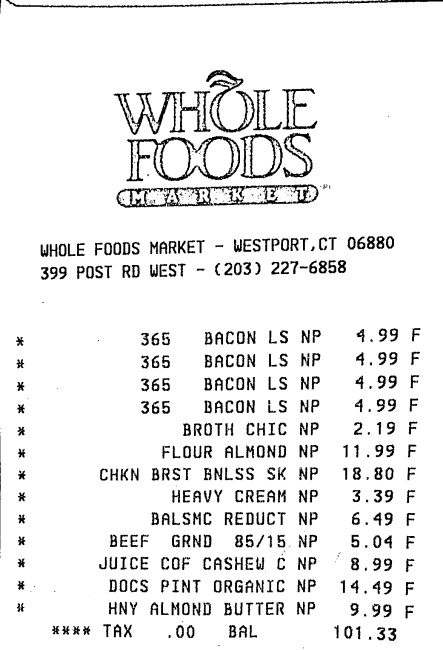 WHOLE
FOODS
MARKET
WHOLE FOODS MARKET - WESTPORT,CT 06880
399 POST RD WEST - (203) 227-6858
* 365 BACON LS NP 4.99 F
* 365 BACON LS NP 4.99 F
* 365 BACON LS NP 4.99 F
* 365 BACON LS NP 4.99 F
* BROTH CHIC NP 2.19 F
* FLOUR ALMOND NP 11.99 F
* CHKN BRST BNLSS SK NP 18.80 F
* HEAVY CREAM NP 3.39 F
* BALSMC REDUCT NP 6.49 F
* BEEF GRND 85/15 NP 5.04 F
* JUICE COF CASHEW C NP 8.99 F
* DOCS PINT ORGANIC NP 14.49 F
* HNY ALMOND BUTTER NP 9.99 F
**** TAX .00 BAL 101.33